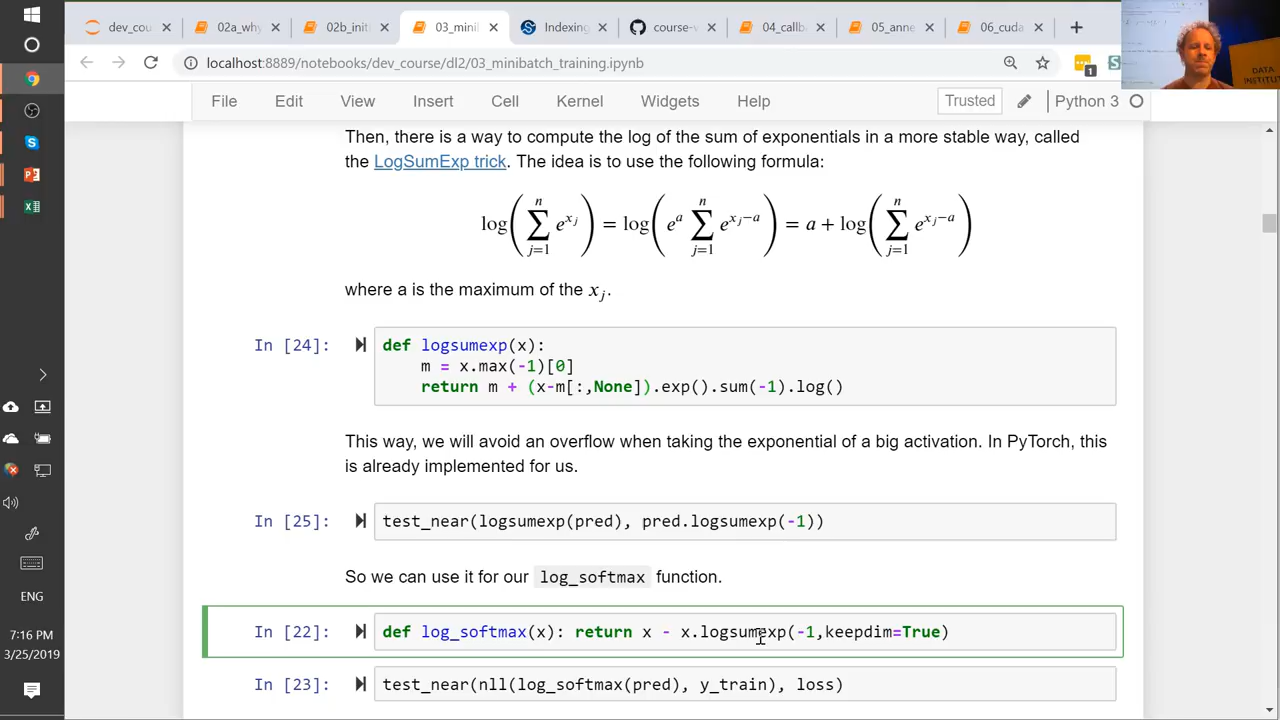 dev_cou
02a_why
02b_init
03_mini
Indexing
course-
04_callb
05_anne
06_cuda
localhost:8889/notebooks/dev_course/dl2/03_minibatch_training.ipynb
1
DATA
INSTITUT
File Edit View Insert Cell Kernel Widgets Help
Trusted
Python 3
Then, there is a way to compute the log of the sum of exponentials in a more stable way, called
the LogSumExp trick. The idea is to use the following formula:
log(∑_{j=1}^{n} e^{x_j}) = log(e^a ∑_{j=1}^{n} e^{x_j−a}) = a + log(∑_{j=1}^{n} e^{x_j−a})
where a is the maximum of the x_j.
In [24]:
def logsumexp(x):
m = x.max(-1)[0]
return m + (x-m[:,None]).exp().sum(-1).log()
This way, we will avoid an overflow when taking the exponential of a big activation. In PyTorch, this
is already implemented for us.
In [25]:
test_near(logsumexp(pred), pred.logsumexp(-1))
So we can use it for our log_softmax function.
In [22]:
def log_softmax(x): return x - x.logsumexp(-1,keepdim=True)
In [23]:
test_near(nll(log_softmax(pred), y_train), loss)
ENG
7:16 PM
3/25/2019